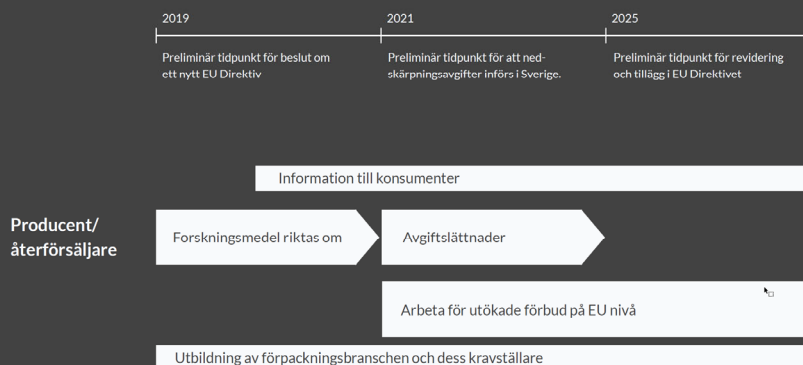 2019
2021
2025
Preliminär tidpunkt för beslut om
ett nytt EU Direktiv
Preliminär tidpunkt för att ned-
skärpningsavgifter införs i Sverige.
Preliminär tidpunkt för revidering
och tillägg i EU Direktivet
Information till konsumenter
Producent/
återförsäljare
Forskningsmedel riktas om
Avgiftslättnader
Arbeta för utökade förbud på EU nivå
Utbildning av förpackningsbranschen och dess kravställare